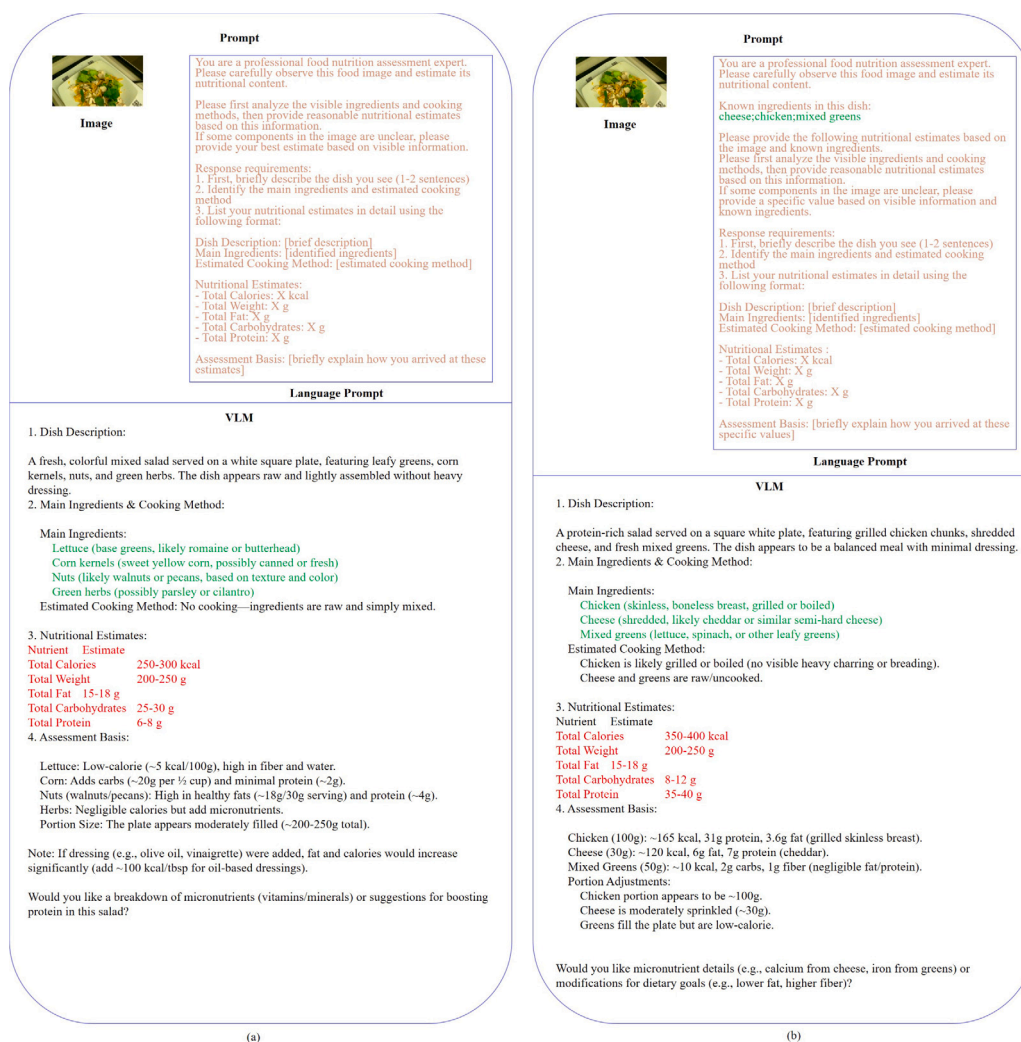 Prompt
You are a professional food nutrition assessment expert.
Please carefully observe this food image and estimate its
nutritional content.
Please first analyze the visible ingredients and cooking
methods, then provide reasonable nutritional estimates
based on this information.
If some components in the image are unclear, please
provide your best estimate based on visible information.
Response requirements:
1. First, briefly describe the dish you see (1-2 sentences)
2. Identify the main ingredients and estimated cooking
method
3. List your nutritional estimates in detail using the
following format:
Dish Description: [brief description]
Main Ingredients: [identified ingredients]
Estimated Cooking Method: [estimated cooking method]
Nutritional Estimates:
- Total Calories: X kcal
- Total Weight: X g
- Total Fat: X g
- Total Carbohydrates: X g
- Total Protein: X g
Assessment Basis: [briefly explain how you arrived at these
estimates]
Image
Language Prompt
VLM
1. Dish Description:
A fresh, colorful mixed salad served on a white square plate, featuring leafy greens, corn
kernels, nuts, and green herbs. The dish appears raw and lightly assembled without heavy
dressing.
2. Main Ingredients & Cooking Method:
Main Ingredients:
Lettuce (base greens, likely romaine or butterhead)
Corn kernels (sweet yellow corn, possibly canned or fresh)
Nuts (likely walnuts or pecans, based on texture and color)
Green herbs (possibly parsley or cilantro)
Estimated Cooking Method: No cooking—ingredients are raw and simply mixed.
3. Nutritional Estimates:
Nutrient Estimate
Total Calories 250-300 kcal
Total Weight 200-250 g
Total Fat 15-18 g
Total Carbohydrates 25-30 g
Total Protein 6-8 g
4. Assessment Basis:
Lettuce: Low-calorie (~5 kcal/100g), high in fiber and water.
Corn: Adds carbs (~20g per ½ cup) and minimal protein (~2g).
Nuts (walnuts/pecans): High in healthy fats (~18g/30g serving) and protein (~4g).
Herbs: Negligible calories but add micronutrients.
Portion Size: The plate appears moderately filled (~200-250g total).
Note: If dressing (e.g., olive oil, vinaigrette) were added, fat and calories would increase
significantly (add ~100 kcal/tbsp for oil-based dressings).
Would you like a breakdown of micronutrients (vitamins/minerals) or suggestions for boosting
protein in this salad?
(a)
Prompt
You are a professional food nutrition assessment expert.
Please carefully observe this food image and estimate its
nutritional content.
Known ingredients in this dish:
cheese;chicken;mixed greens
Please provide the following nutritional estimates based on
the image and known ingredients.
Please first analyze the visible ingredients and cooking
methods, then provide reasonable nutritional estimates
based on this information.
If some components in the image are unclear, please
provide a specific value based on visible information and
known ingredients.
Response requirements:
1. First, briefly describe the dish you see (1-2 sentences)
2. Identify the main ingredients and estimated cooking
method
3. List your nutritional estimates in detail using the
following format:
Dish Description: [brief description]
Main Ingredients: [identified ingredients]
Estimated Cooking Method: [estimated cooking method]
Nutritional Estimates :
- Total Calories: X kcal
- Total Weight: X g
- Total Fat: X g
- Total Carbohydrates: X g
- Total Protein: X g
Assessment Basis: [briefly explain how you arrived at these
specific values]
Image
Language Prompt
VLM
1. Dish Description:
A protein-rich salad served on a square white plate, featuring grilled chicken chunks, shredded
cheese, and fresh mixed greens. The dish appears to be a balanced meal with minimal dressing.
2. Main Ingredients & Cooking Method:
Main Ingredients:
Chicken (skinless, boneless breast, grilled or boiled)
Cheese (shredded, likely cheddar or similar semi-hard cheese)
Mixed greens (lettuce, spinach, or other leafy greens)
Estimated Cooking Method:
Chicken is likely grilled or boiled (no visible heavy charring or breading).
Cheese and greens are raw/uncooked.
3. Nutritional Estimates:
Nutrient Estimate
Total Calories 350-400 kcal
Total Weight 200-250 g
Total Fat 15-18 g
Total Carbohydrates 8-12 g
Total Protein 35-40 g
4. Assessment Basis:
Chicken (100g): ~165 kcal, 31g protein, 3.6g fat (grilled skinless breast).
Cheese (30g): ~120 kcal, 6g fat, 7g protein (cheddar).
Mixed Greens (50g): ~10 kcal, 2g carbs, 1g fiber (negligible fat/protein).
Portion Adjustments:
Chicken portion appears to be ~100g.
Cheese is moderately sprinkled (~30g).
Greens fill the plate but are low-calorie.
Would you like micronutrient details (e.g., calcium from cheese, iron from greens) or
modifications for dietary goals (e.g., lower fat, higher fiber)?
(b)